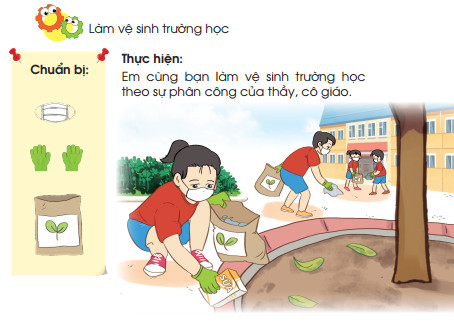 Làm vệ sinh trường học
Chuẩn bị:
Thực hiện:
Em cùng bạn làm vệ sinh trường học
theo sự phân công của thầy, cô giáo.
SỮA